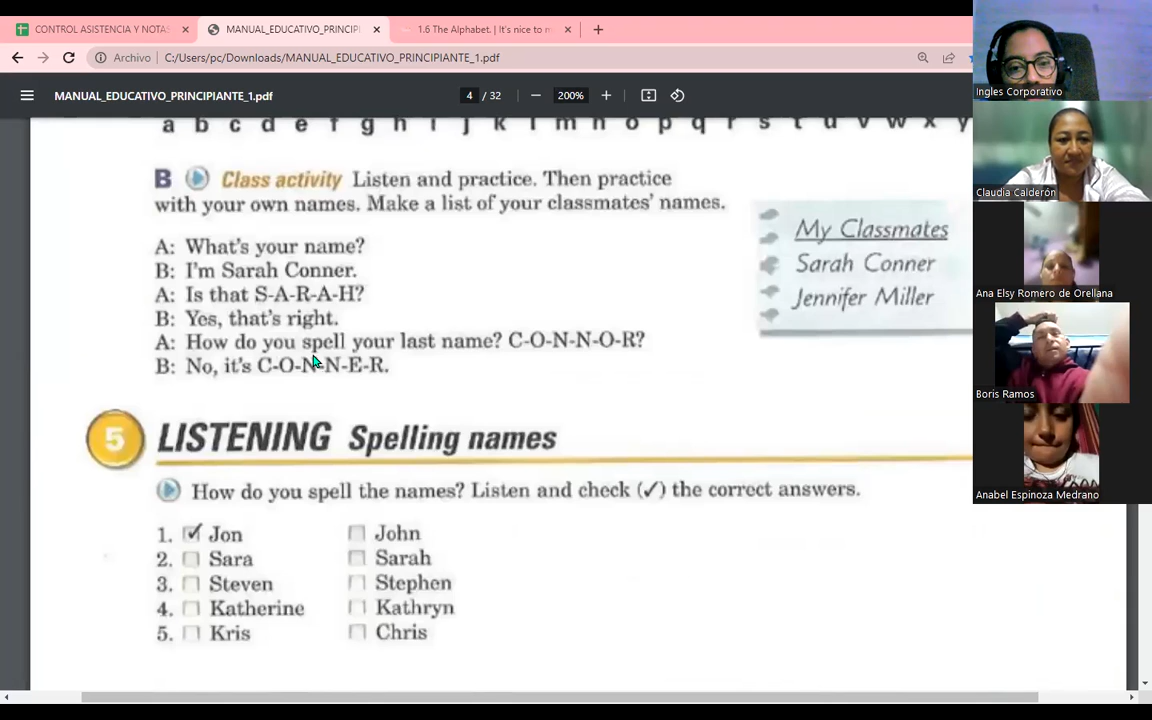 CONTROL ASISTENCIA Y NOTAS
MANUAL_EDUCATIVO_PRINCIPI
1.6 The Alphabet. | It's nice to m
Archivo C:/Users/pc/Downloads/MANUAL_EDUCATIVO_PRINCIPIANTE_1.pdf
MANUAL_EDUCATIVO_PRINCIPIANTE_1.pdf
4 / 32
200%
a b c d e f g h i j k l m n o p q r s t u v w x y
B Class activity Listen and practice. Then practice
with your own names. Make a list of your classmates' names.
A: What's your name?
B: I'm Sarah Conner.
A: Is that S-A-R-A-H?
B: Yes, that's right.
A: How do you spell your last name? C-O-N-N-O-R?
B: No, it's C-O-N-N-E-R.
My Classmates
Sarah Conner
Jennifer Miller
5 LISTENING Spelling names
How do you spell the names? Listen and check (✓) the correct answers.
1. ✓ Jon John
2. Sara Sarah
3. Steven Stephen
4. Katherine Kathryn
5. Kris Chris
Ingles Corporativo
Claudia Calderón
Ana Elsy Romero de Orellana
Boris Ramos
Anabel Espinoza Medrano